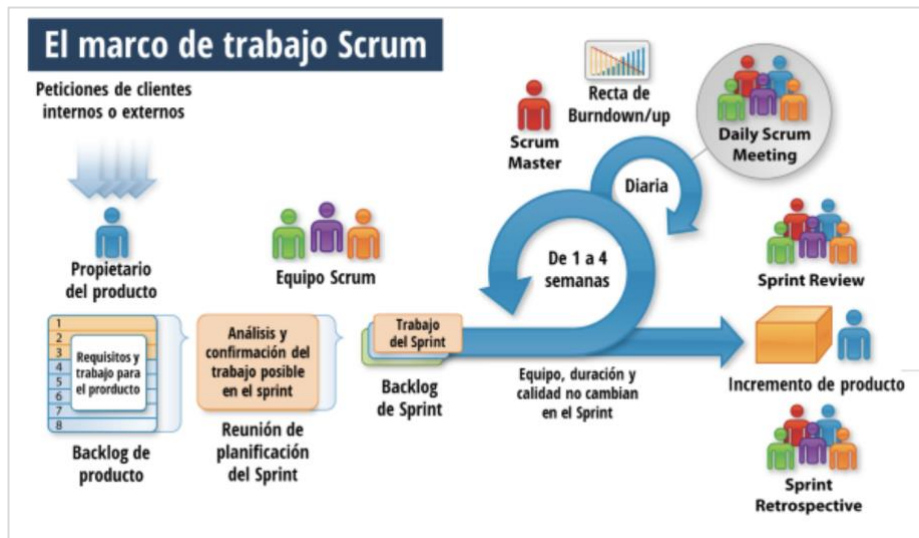 El marco de trabajo Scrum
Peticiones de clientes
internos o externos
Propietario
del producto
1
2
3
4
5
6
7
8
Requisitos y
trabajo para
el prorducto
Backlog de
producto
Equipo Scrum
Análisis y
confirmación del
trabajo posible
en el sprint
Reunión de
planificación
del Sprint
Trabajo
del Sprint
Backlog
de Sprint
Scrum
Master
Recta de
Burndown/up
Daily Scrum
Meeting
Diaria
De 1 a 4
semanas
Equipo, duración y
calidad no cambian
en el Sprint
Sprint Review
Incremento de producto
Sprint
Retrospective